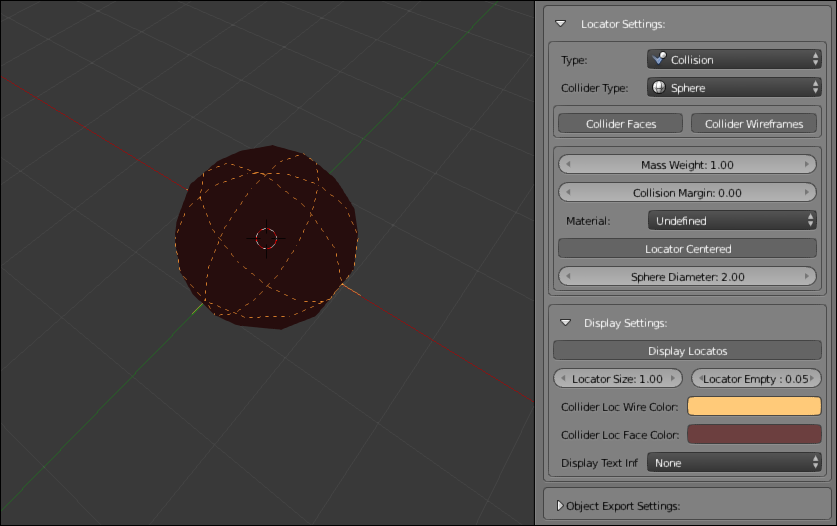 Locator Settings:
Type: Collision
Collider Type: Sphere
Collider Faces Collider Wireframes
Mass Weight: 1.00
Collision Margin: 0.00
Material: Undefined
Locator Centered
Sphere Diameter: 2.00
Display Settings:
Display Locatos
Locator Size: 1.00 Locator Empty : 0.05
Collider Loc Wire Color:
Collider Loc Face Color:
Display Text Inf None
Object Export Settings: